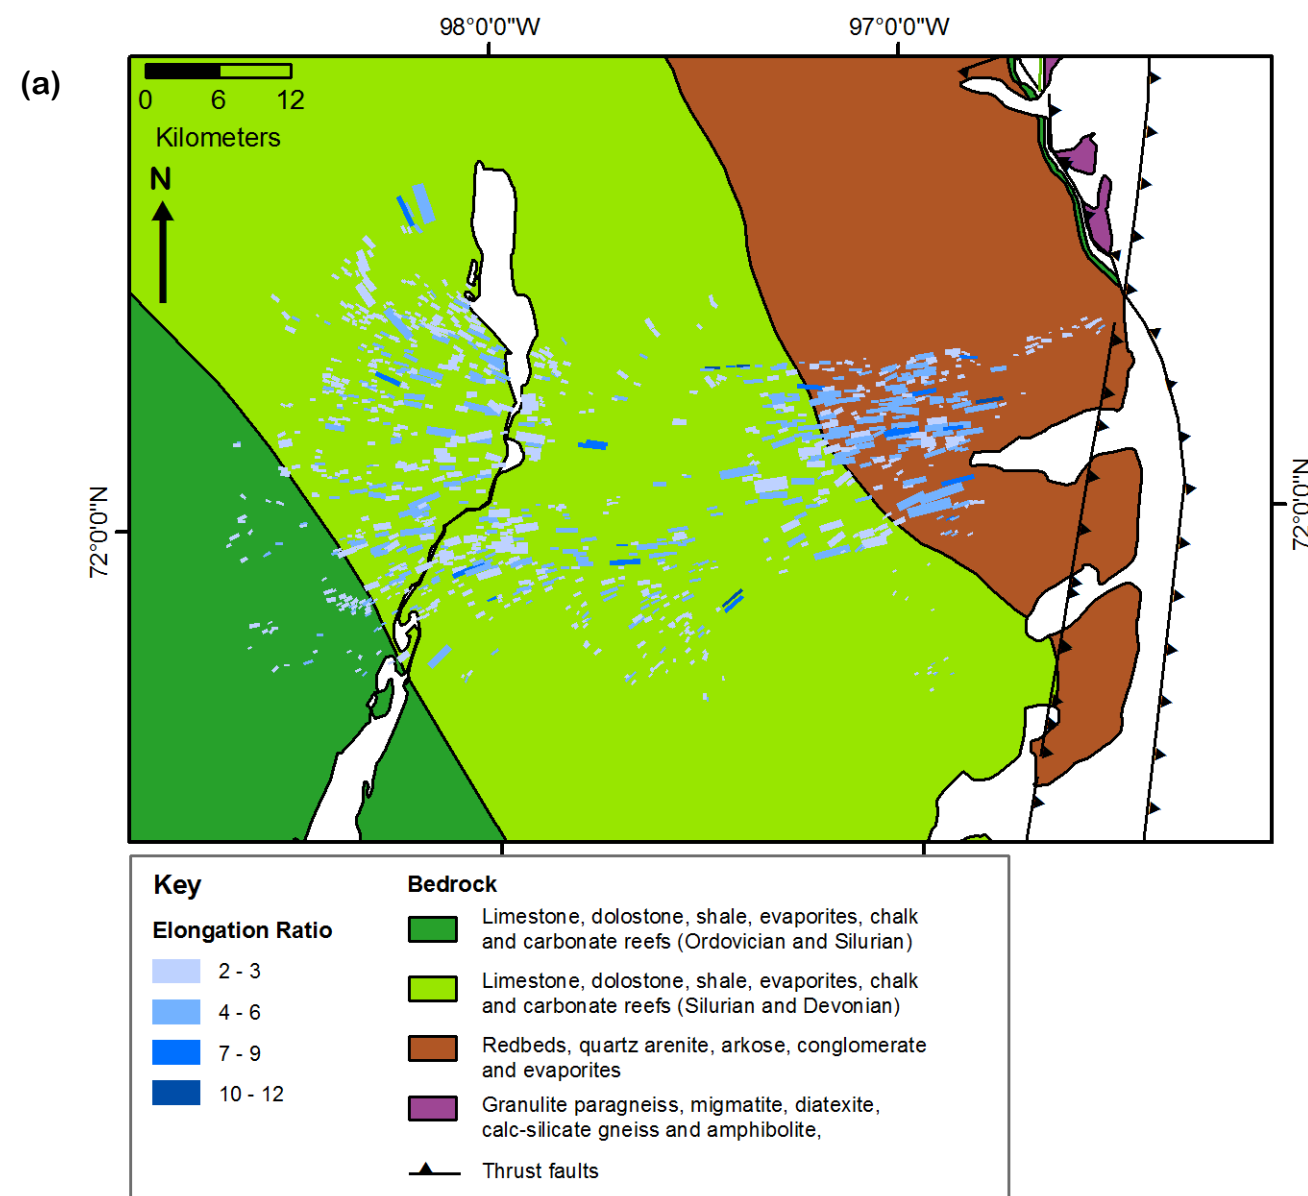 98°0'0"W
97°0'0"W
(a)
0 6 12
Kilometers
N
72°0'0"N
72°0'0"N
Key
Elongation Ratio
2 - 3
4 - 6
7 - 9
10 - 12
Bedrock
Limestone, dolostone, shale, evaporites, chalk
and carbonate reefs (Ordovician and Silurian)
Limestone, dolostone, shale, evaporites, chalk
and carbonate reefs (Silurian and Devonian)
Redbeds, quartz arenite, arkose, conglomerate
and evaporites
Granulite paragneiss, migmatite, diatexite,
calc-silicate gneiss and amphibolite,
Thrust faults